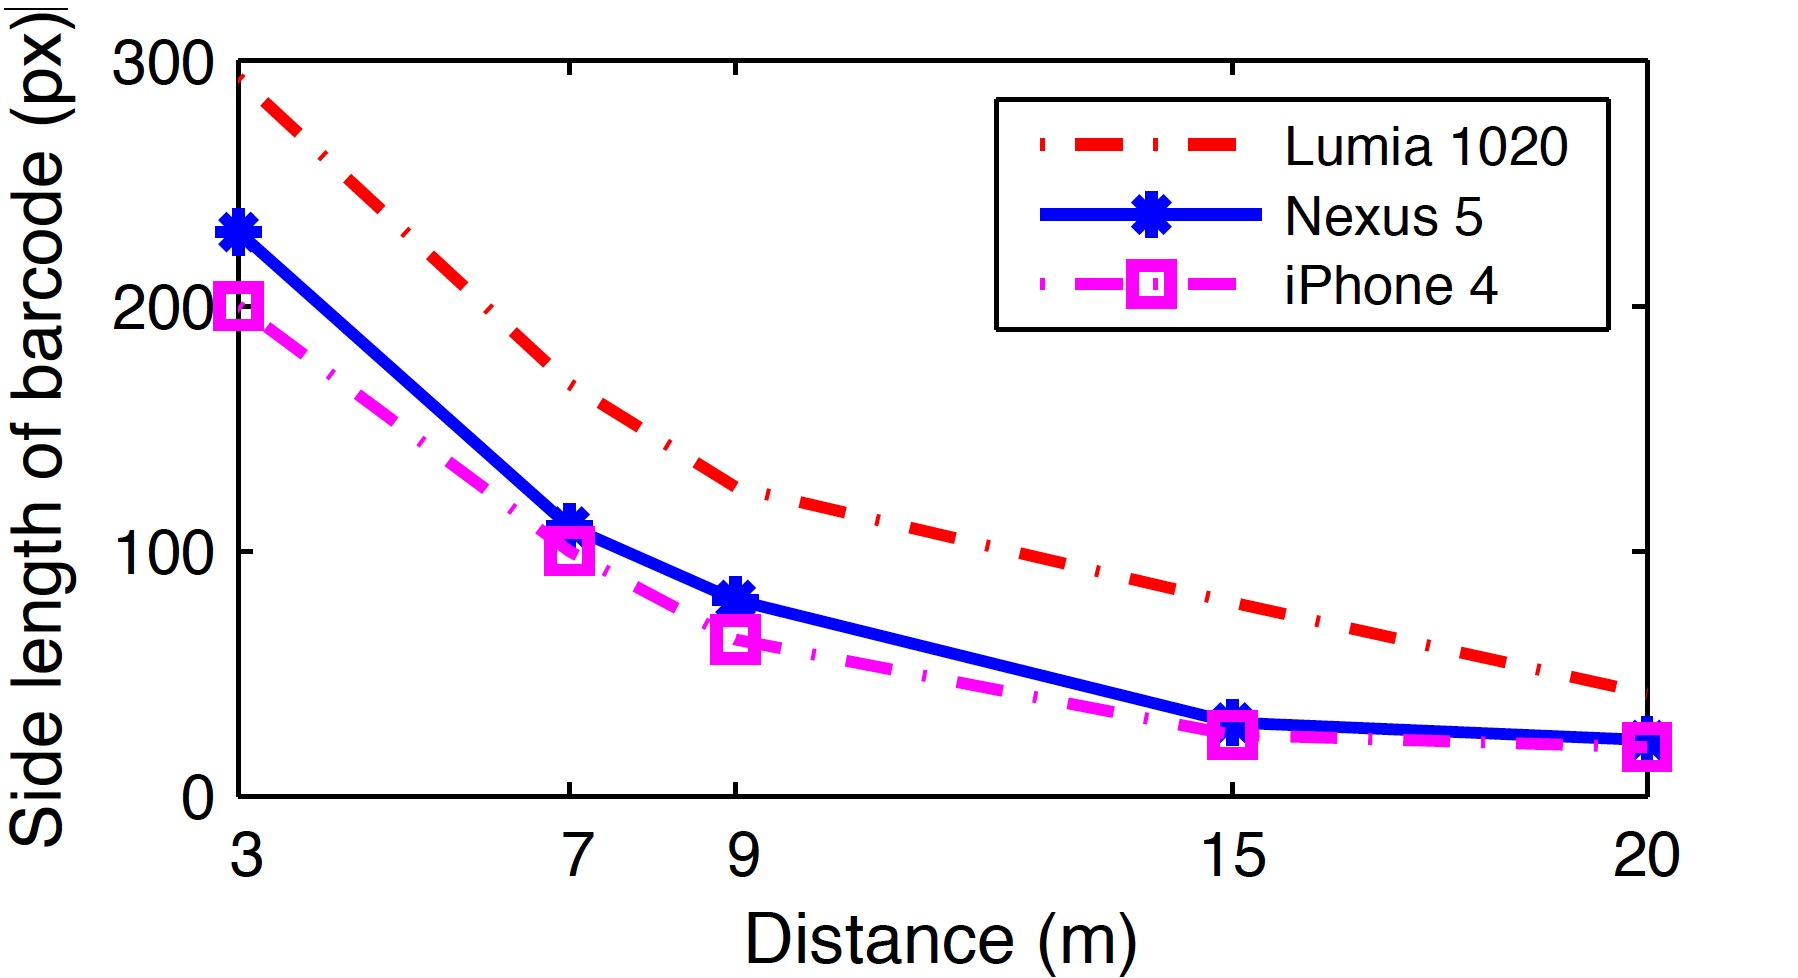 Side length of barcode (px)
300
200
100
0
3 7 9 15 20
Distance (m)
Lumia 1020
Nexus 5
iPhone 4